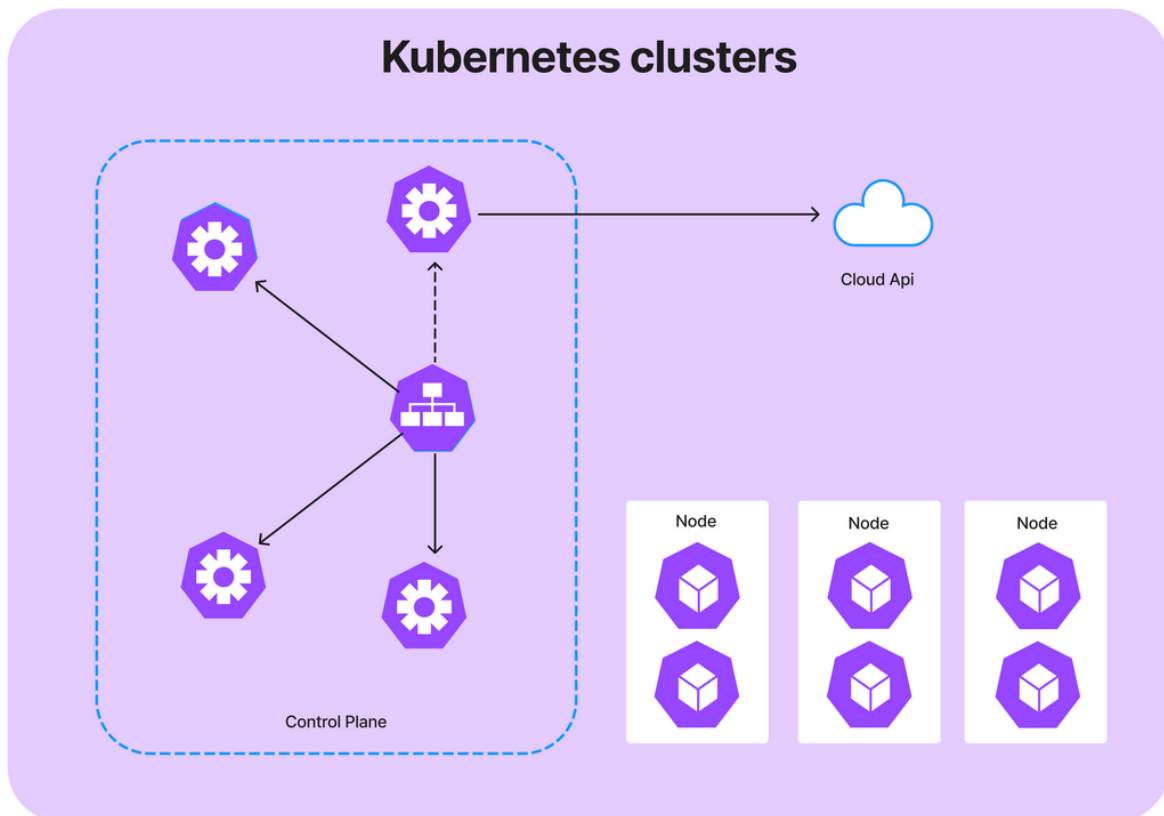 Kubernetes clusters
Cloud Api
Node
Node
Node
Control Plane